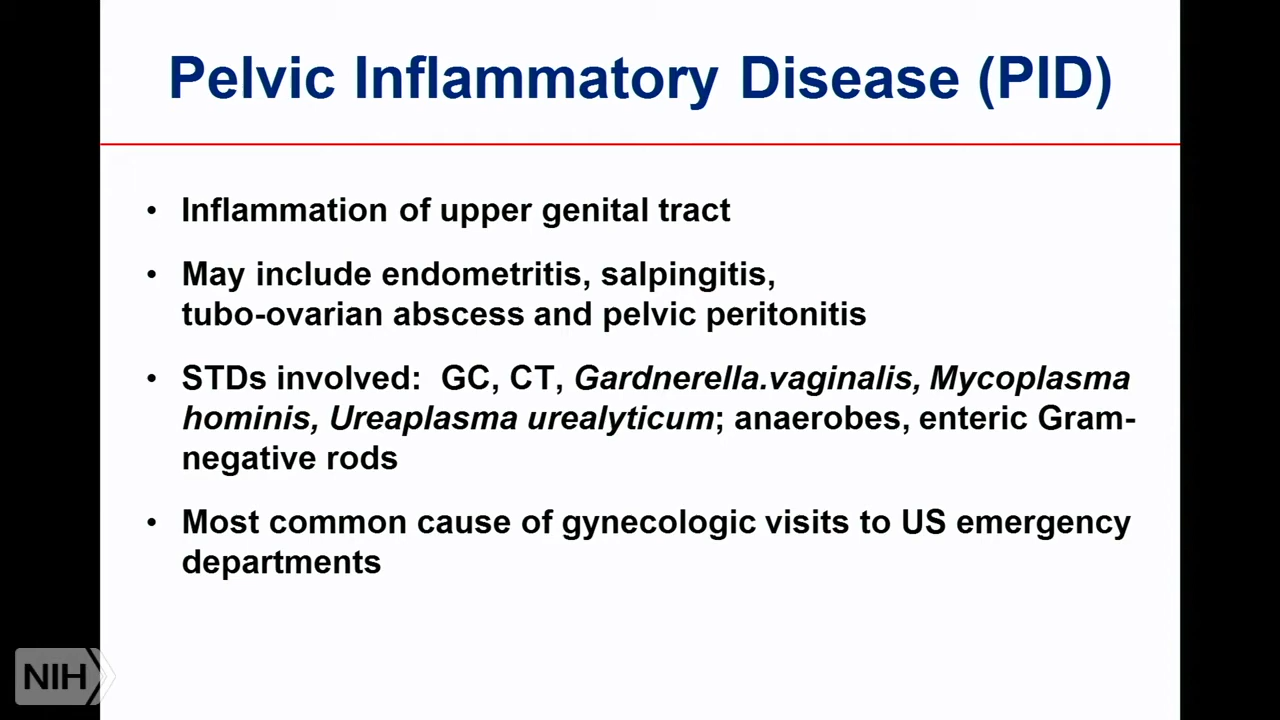 Pelvic Inflammatory Disease (PID)
• Inflammation of upper genital tract
• May include endometritis, salpingitis,
tubo-ovarian abscess and pelvic peritonitis
• STDs involved:  GC, CT, Gardnerella.vaginalis, Mycoplasma
hominis, Ureaplasma urealyticum; anaerobes, enteric Gram-
negative rods
• Most common cause of gynecologic visits to US emergency
departments
NIH